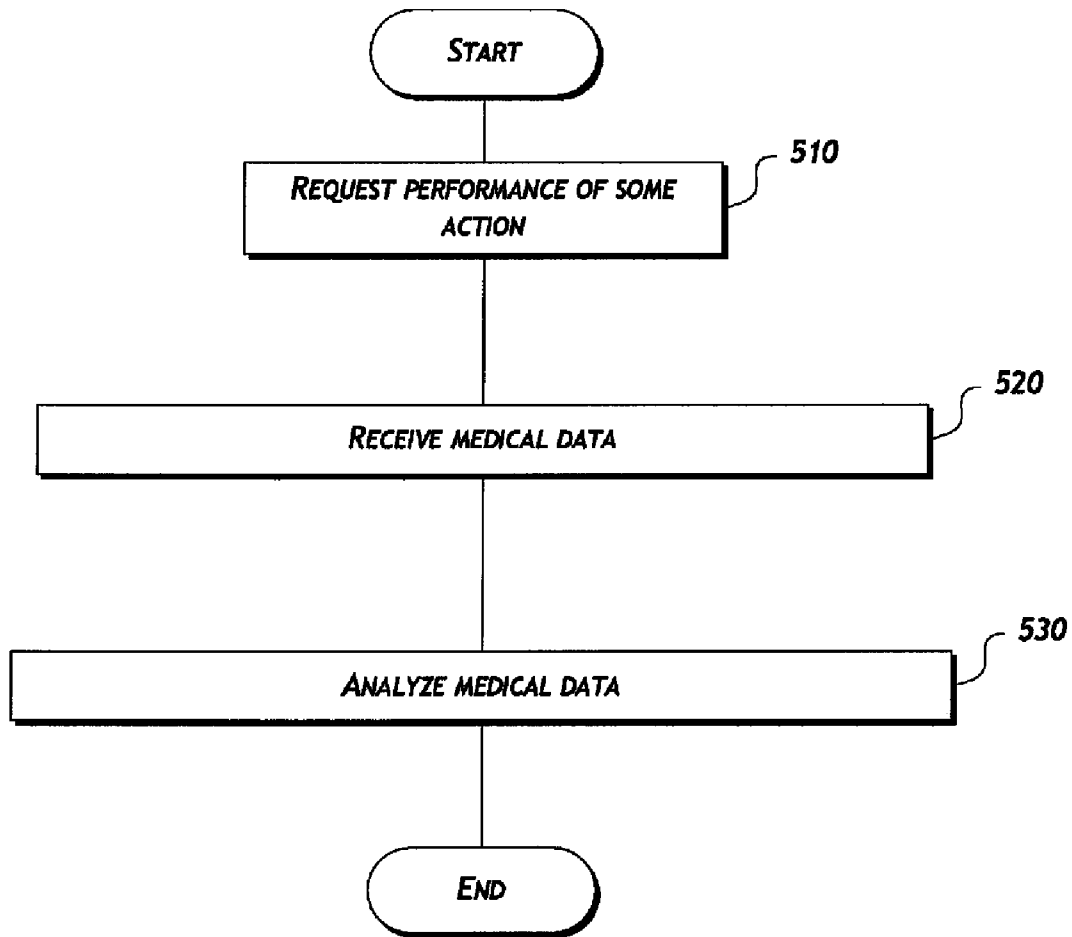 START
510
REQUEST PERFORMANCE OF SOME
ACTION
520
RECEIVE MEDICAL DATA
530
ANALYZE MEDICAL DATA
END